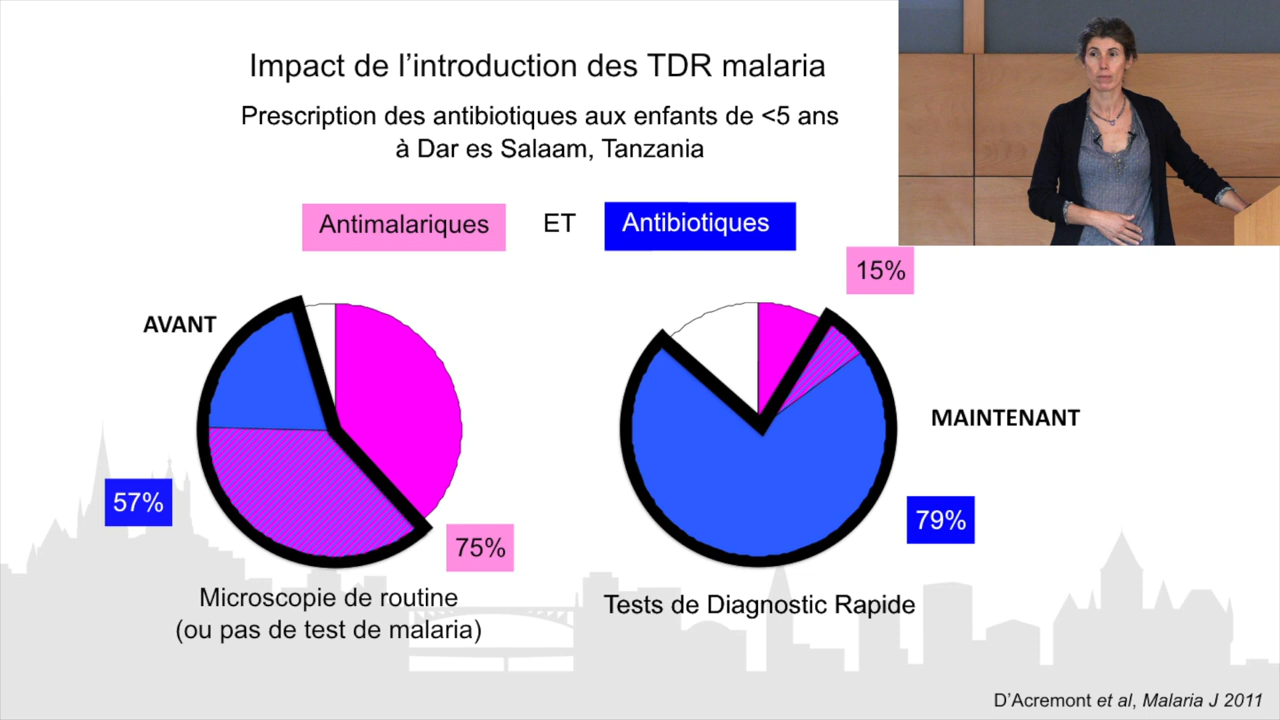 Impact de l'introduction des TDR malaria
Prescription des antibiotiques aux enfants de <5 ans
à Dar es Salaam, Tanzania
Antimalariques ET Antibiotiques
15%
AVANT
MAINTENANT
57%
79%
75%
Microscopie de routine
(ou pas de test de malaria)
Tests de Diagnostic Rapide
D'Acremont et al, Malaria J 2011